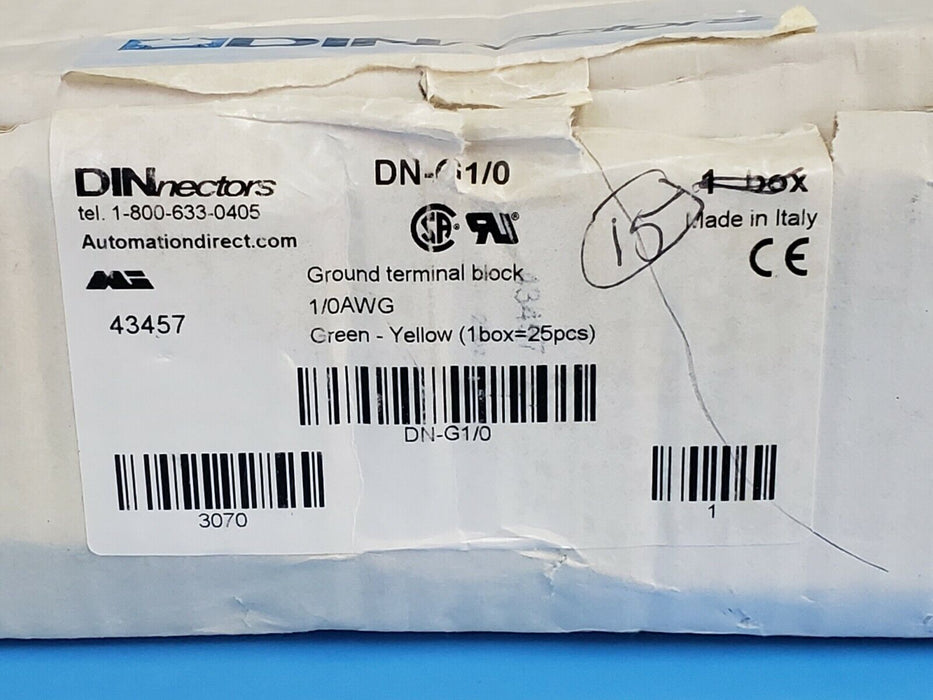 DINnectors
DINnectors
tel. 1-800-633-0405
Automationdirect.com
43457
DN-G1/0
Ground terminal block
1/0AWG
Green - Yellow (1box=25pcs)
DN-G1/0
1 box
15
Made in Italy
CE
3070
1